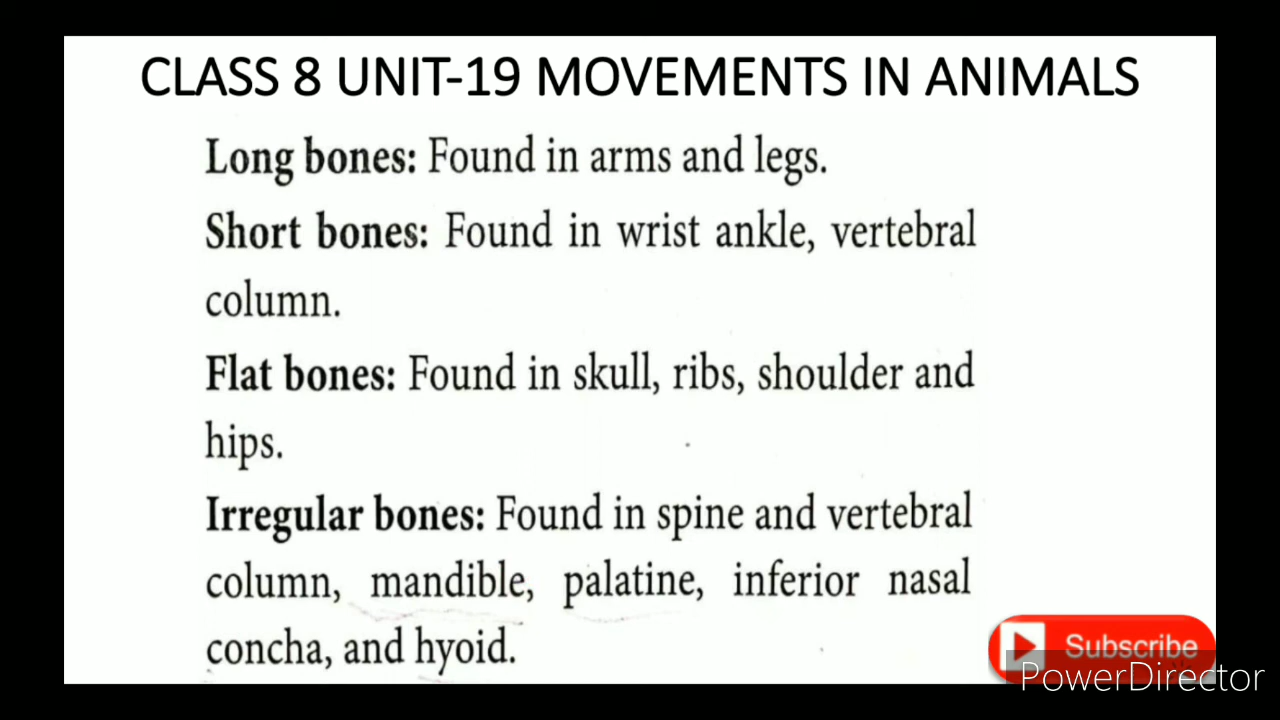 CLASS 8 UNIT-19 MOVEMENTS IN ANIMALS
Long bones: Found in arms and legs.
Short bones: Found in wrist ankle, vertebral
column.
Flat bones: Found in skull, ribs, shoulder and
hips.
Irregular bones: Found in spine and vertebral
column, mandible, palatine, inferior nasal
concha, and hyoid.
Subscribe
PowerDirector